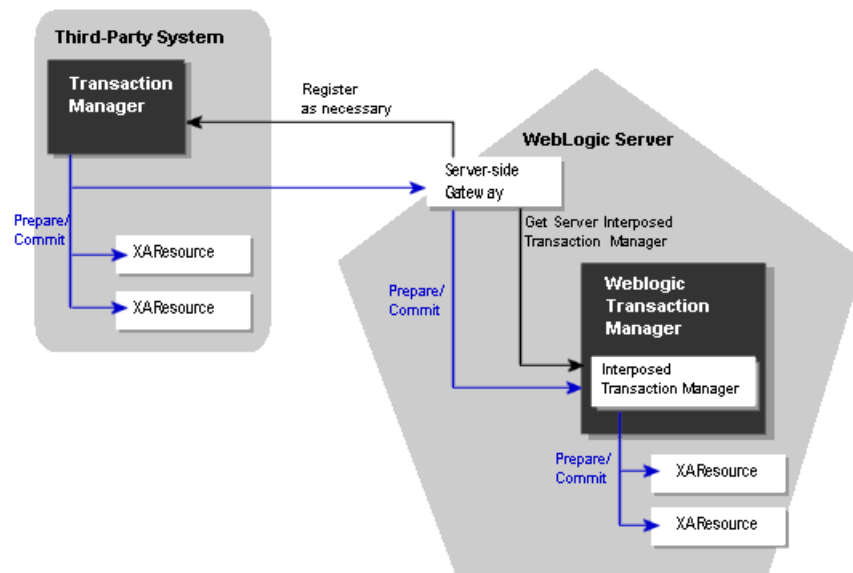 Third-Party System
Transaction
Manager
Register
as necessary
WebLogic Server
Server-side
Gateway
Prepare/
Commit
XAResource
XAResource
Get Server Interposed
Transaction Manager
Prepare/
Commit
Weblogic
Transaction
Manager
Interposed
Transaction Manager
Prepare/
Commit
XAResource
XAResource